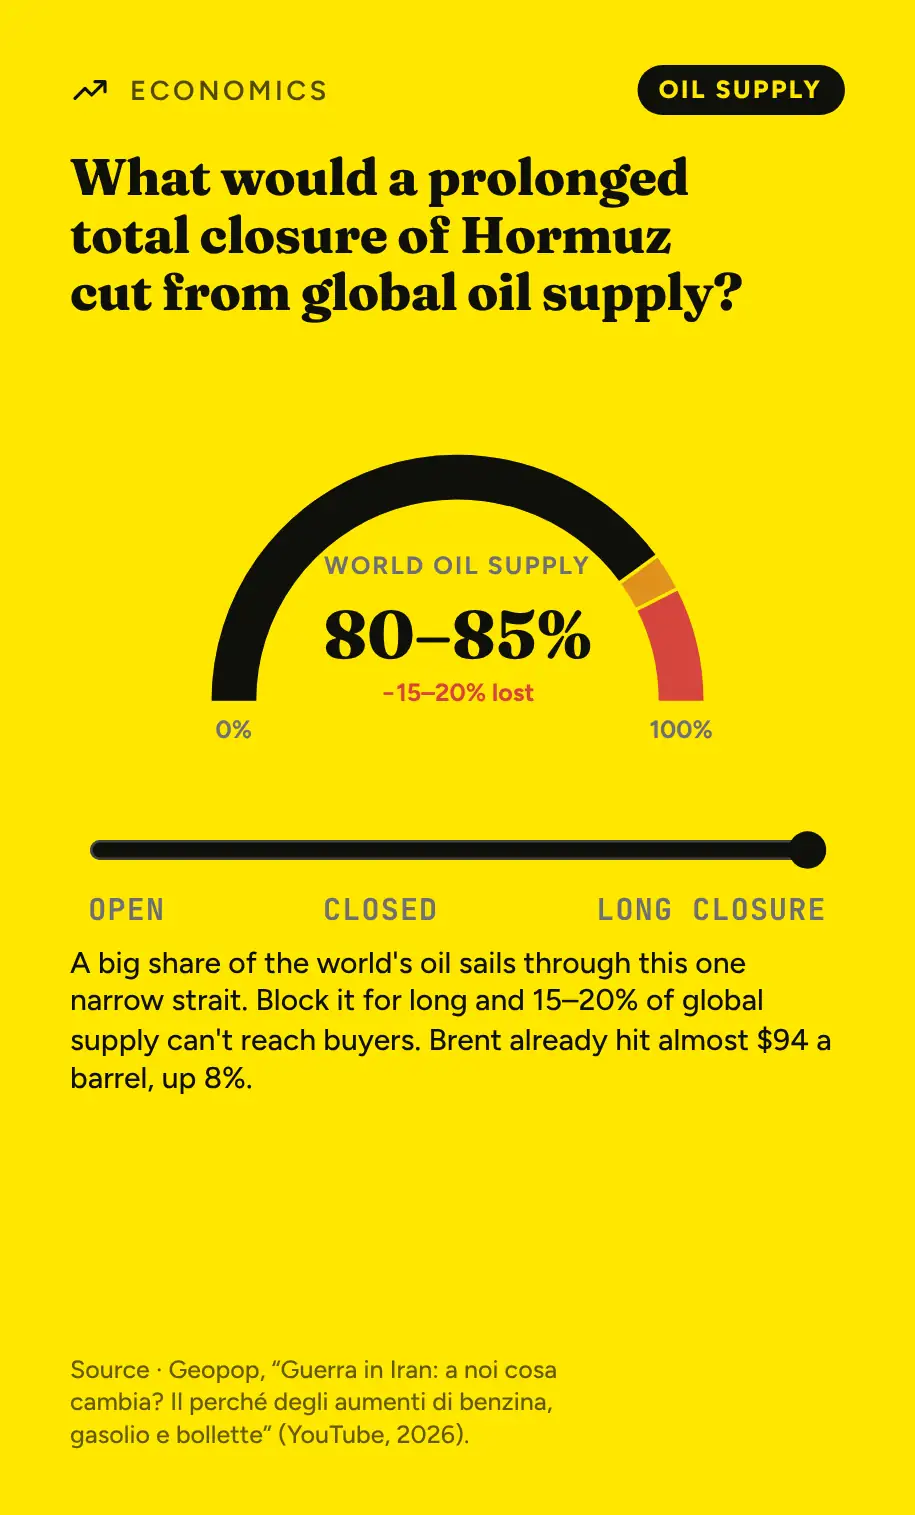 ECONOMICS
OIL SUPPLY
What would a prolonged
total closure of Hormuz
cut from global oil supply?
WORLD OIL SUPPLY
80–85%
−15–20% lost
0%
100%
OPEN
CLOSED
LONG CLOSURE
A big share of the world's oil sails through this one
narrow strait. Block it for long and 15–20% of global
supply can't reach buyers. Brent already hit almost $94 a
barrel, up 8%.
Source · Geopop, “Guerra in Iran: a noi cosa
cambia? Il perché degli aumenti di benzina,
gasolio e bollette” (YouTube, 2026).